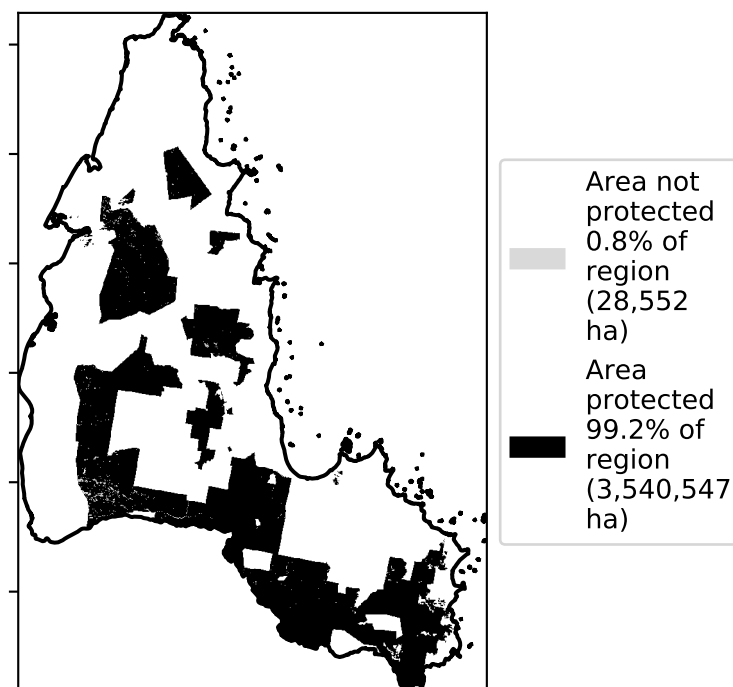 Area not
protected
0.8% of
region
(28,552
ha)
Area
protected
99.2% of
region
(3,540,547
ha)